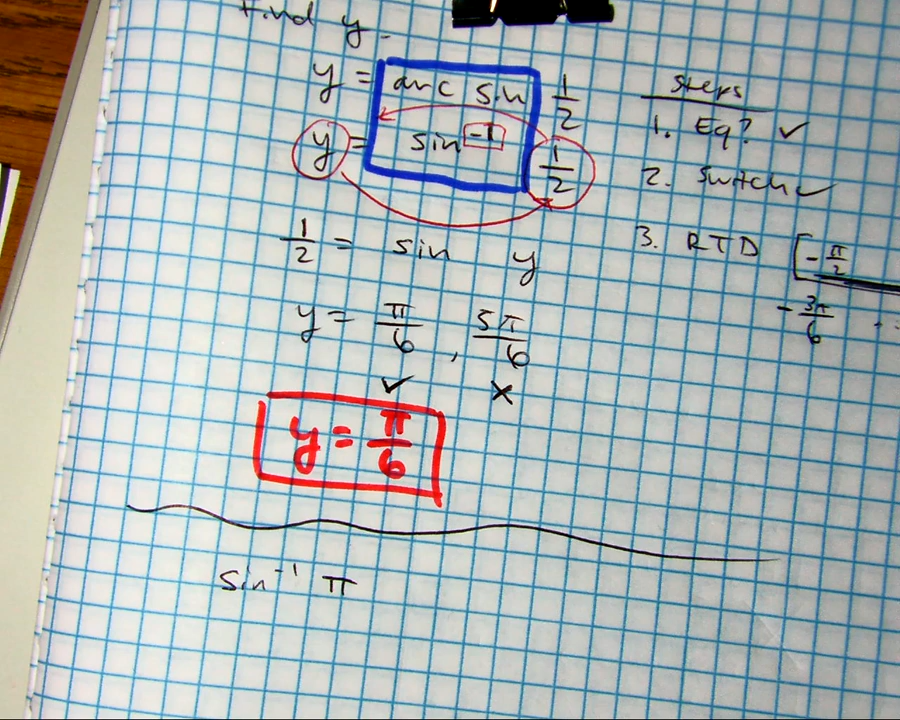 Find y.
y = arc sin 1/2
y = sin⁻¹ 1/2
1/2 = sin y
y = π/6 , 5π/6
✓ ×
y = π/6
Steps
1. Eq? ✓
2. Switch ✓
3. RTD [-π/2
-3π/6
sin⁻¹ π